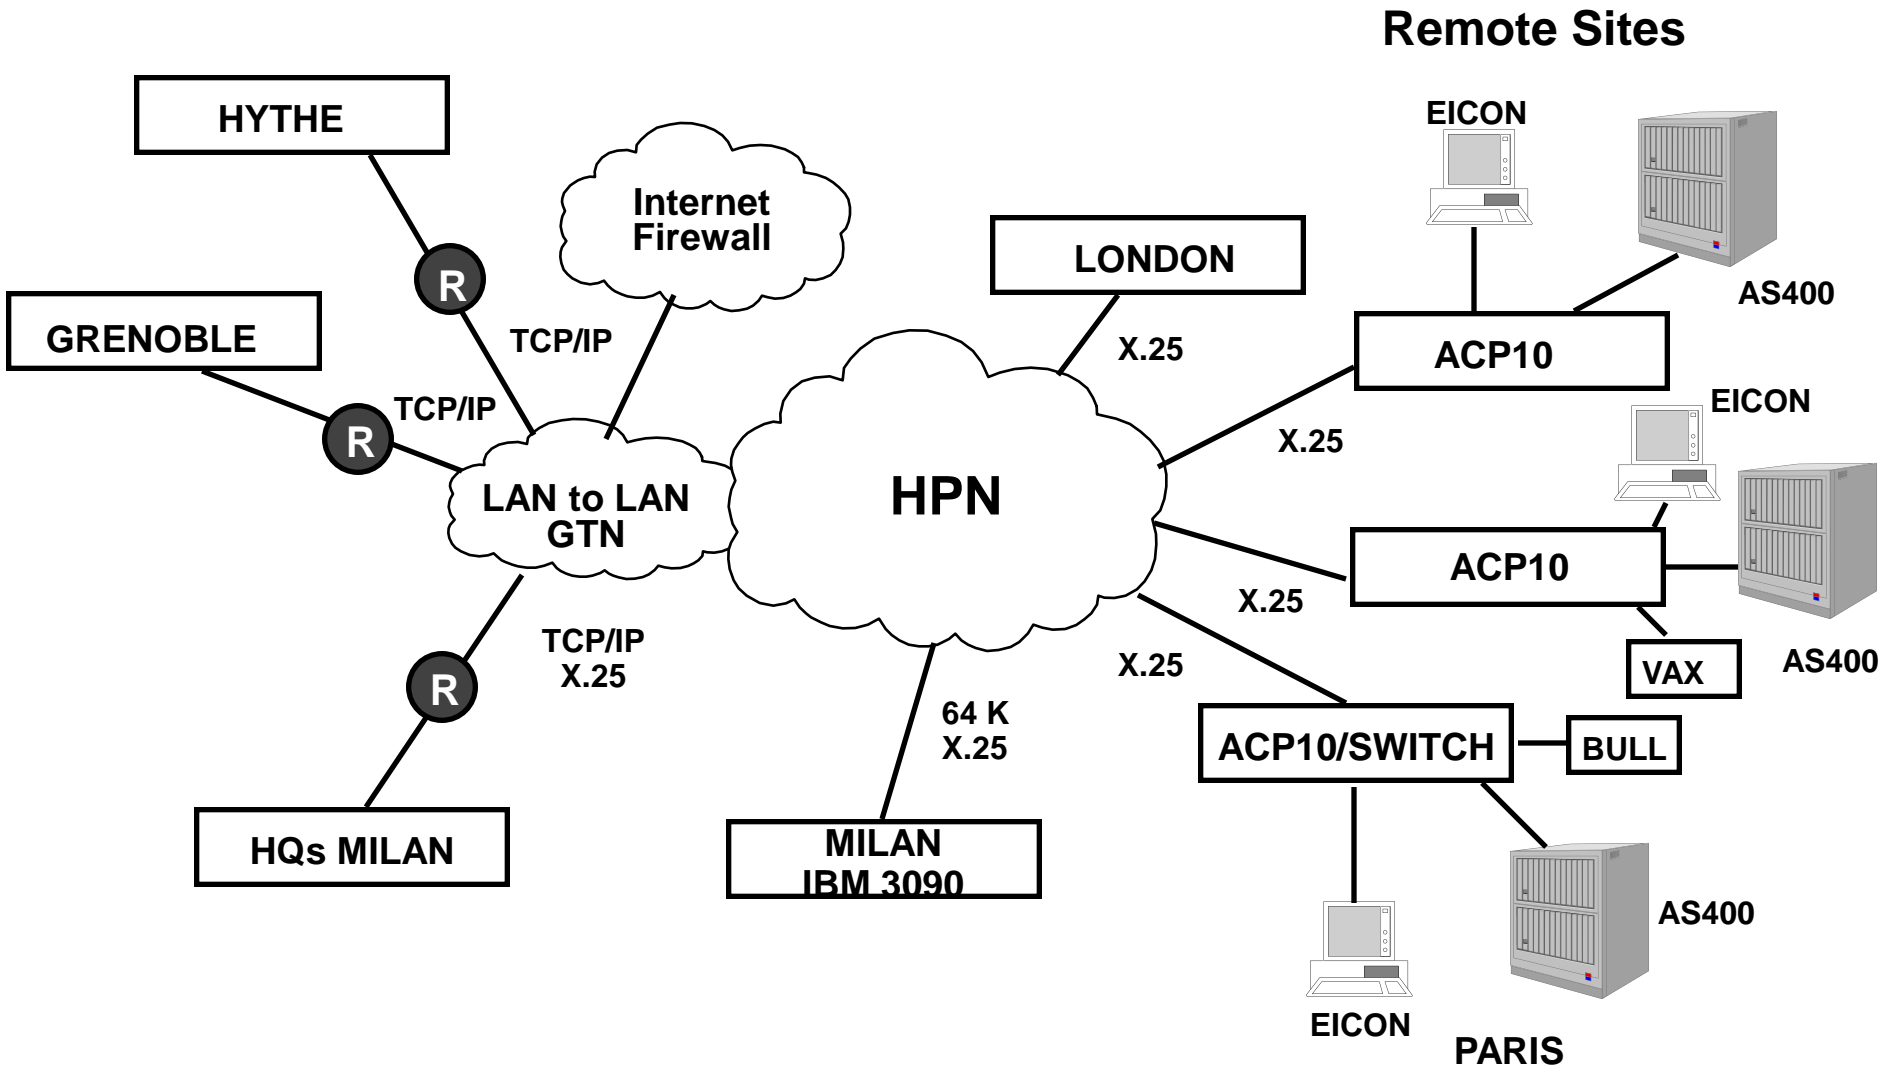 Remote Sites
HYTHE
EICON
Internet
Firewall
LONDON
AS400
R
GRENOBLE
TCP/IP
X.25
ACP10
TCP/IP
EICON
R
X.25
HPN
LAN to LAN
GTN
ACP10
X.25
TCP/IP
X.25
X.25
VAX
AS400
R
64 K
X.25
ACP10/SWITCH
BULL
HQs MILAN
MILAN
IBM 3090
AS400
EICON
PARIS